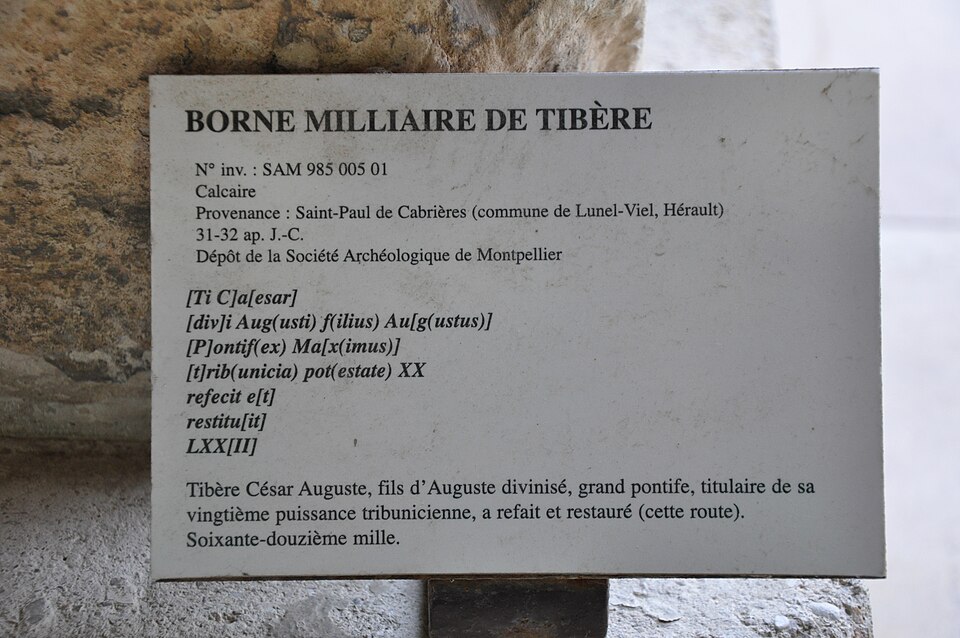 BORNE MILLIAIRE DE TIBÈRE
N° inv. : SAM 985 005 01
Calcaire
Provenance : Saint-Paul de Cabrières (commune de Lunel-Viel, Hérault)
31-32 ap. J.-C.
Dépôt de la Société Archéologique de Montpellier
[Ti C]a[esar]
[div]i Aug(usti) f(ilius) Au[g(ustus)]
[P]ontif(ex) Ma[x(imus)]
[t]rib(unicia) pot(estate) XX
refecit e[t]
restitu[it]
LXX[II]
Tibère César Auguste, fils d'Auguste divinisé, grand pontife, titulaire de sa
vingtième puissance tribunicienne, a refait et restauré (cette route).
Soixante-douzième mille.